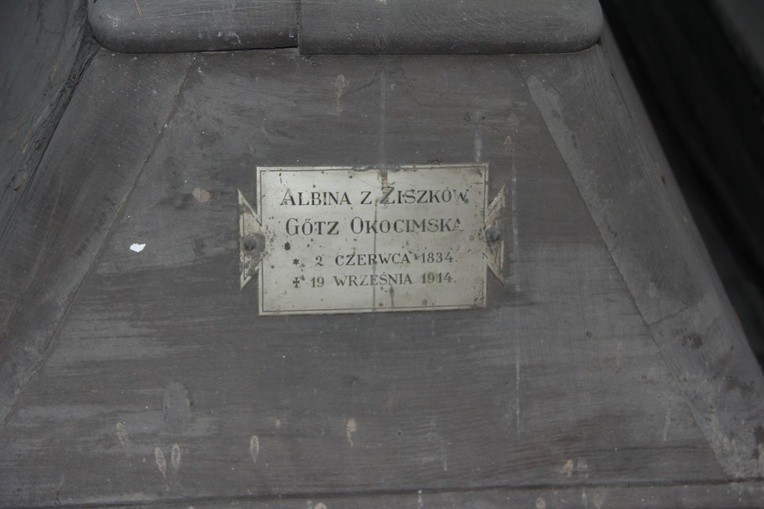 ALBINA Z ZISZKÓW
GÖTZ OKOCIMSKA
* 2 CZERWCA 1834.
✠ 19 WRZEŚNIA 1914.